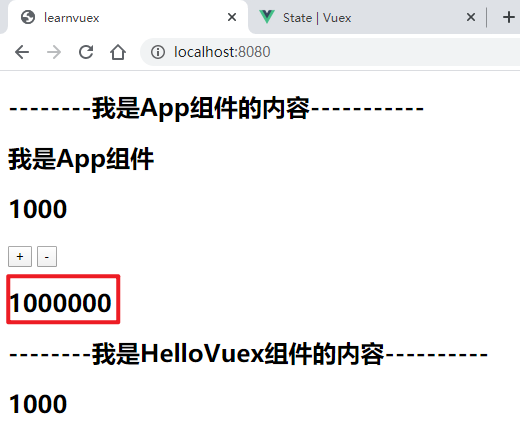 learnvuex
State | Vuex
localhost:8080
--------我是App组件的内容-----------
我是App组件
1000
+ -
1000000
--------我是HelloVuex组件的内容----------
1000